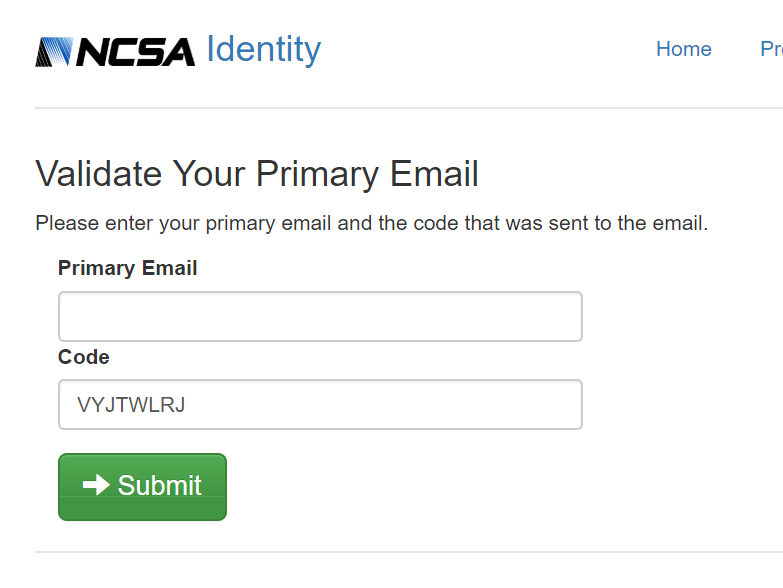 NCSA Identity
Home
Validate Your Primary Email
Please enter your primary email and the code that was sent to the email.
Primary Email
Code
VYJTWLRJ
Submit